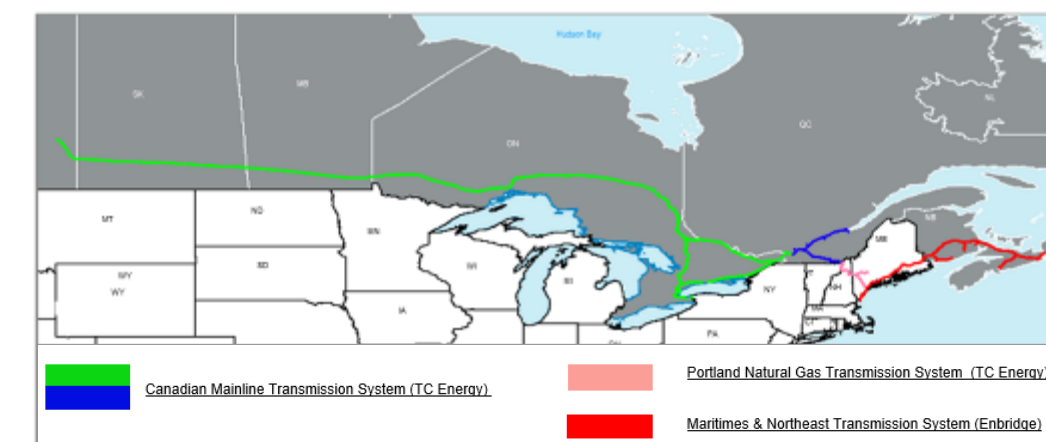 Hudson Bay
SK
MB
ON
QC
NL
NB
MT
ND
MN
ME
SD
WY
WY
WI
NY
NH
MA
IA
PA
CT
Canadian Mainline Transmission System (TC Energy)
Portland Natural Gas Transmission System (TC Energy)
Maritimes & Northeast Transmission System (Enbridge)